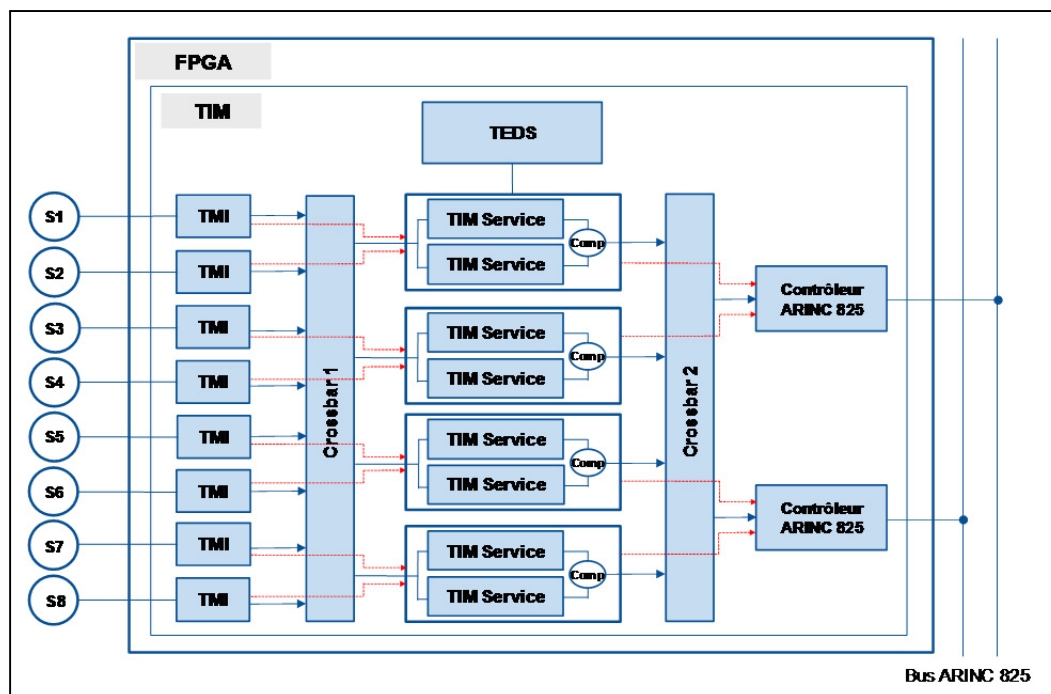 FPGA
TIM
TEDS
S1
TMI
TIM Service
TIM Service
Comp
S2
TMI
Contrôleur
ARINC 825
S3
TMI
TIM Service
TIM Service
Comp
S4
TMI
Crossbar 1
Crossbar 2
S5
TMI
TIM Service
TIM Service
Comp
S6
TMI
Contrôleur
ARINC 825
S7
TMI
TIM Service
TIM Service
Comp
S8
TMI
Bus ARINC 825